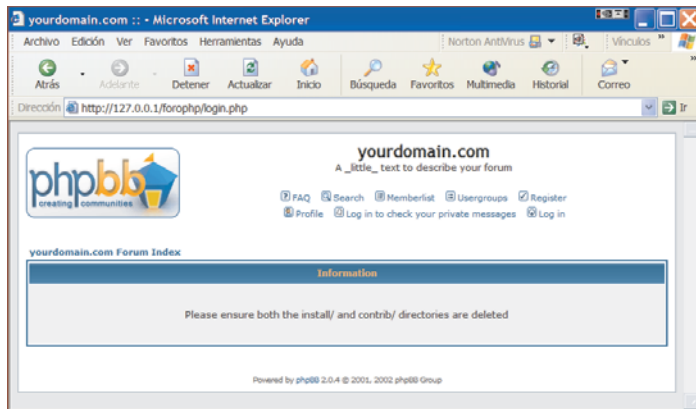 yourdomain.com :: - Microsoft Internet Explorer
Archivo Edición Ver Favoritos Herramientas Ayuda Norton AntiVirus Vínculos »
Atrás Adelante Detener Actualizar Inicio Búsqueda Favoritos Multimedia Historial Correo »
Dirección http://127.0.0.1/forophp/login.php Ir
phpbb
creating communities
yourdomain.com
A _little_ text to describe your forum
FAQ Search Memberlist Usergroups Register
Profile Log in to check your private messages Log in
yourdomain.com Forum Index
Information
Please ensure both the install/ and contrib/ directories are deleted
Powered by phpBB 2.0.4 © 2001, 2002 phpBB Group